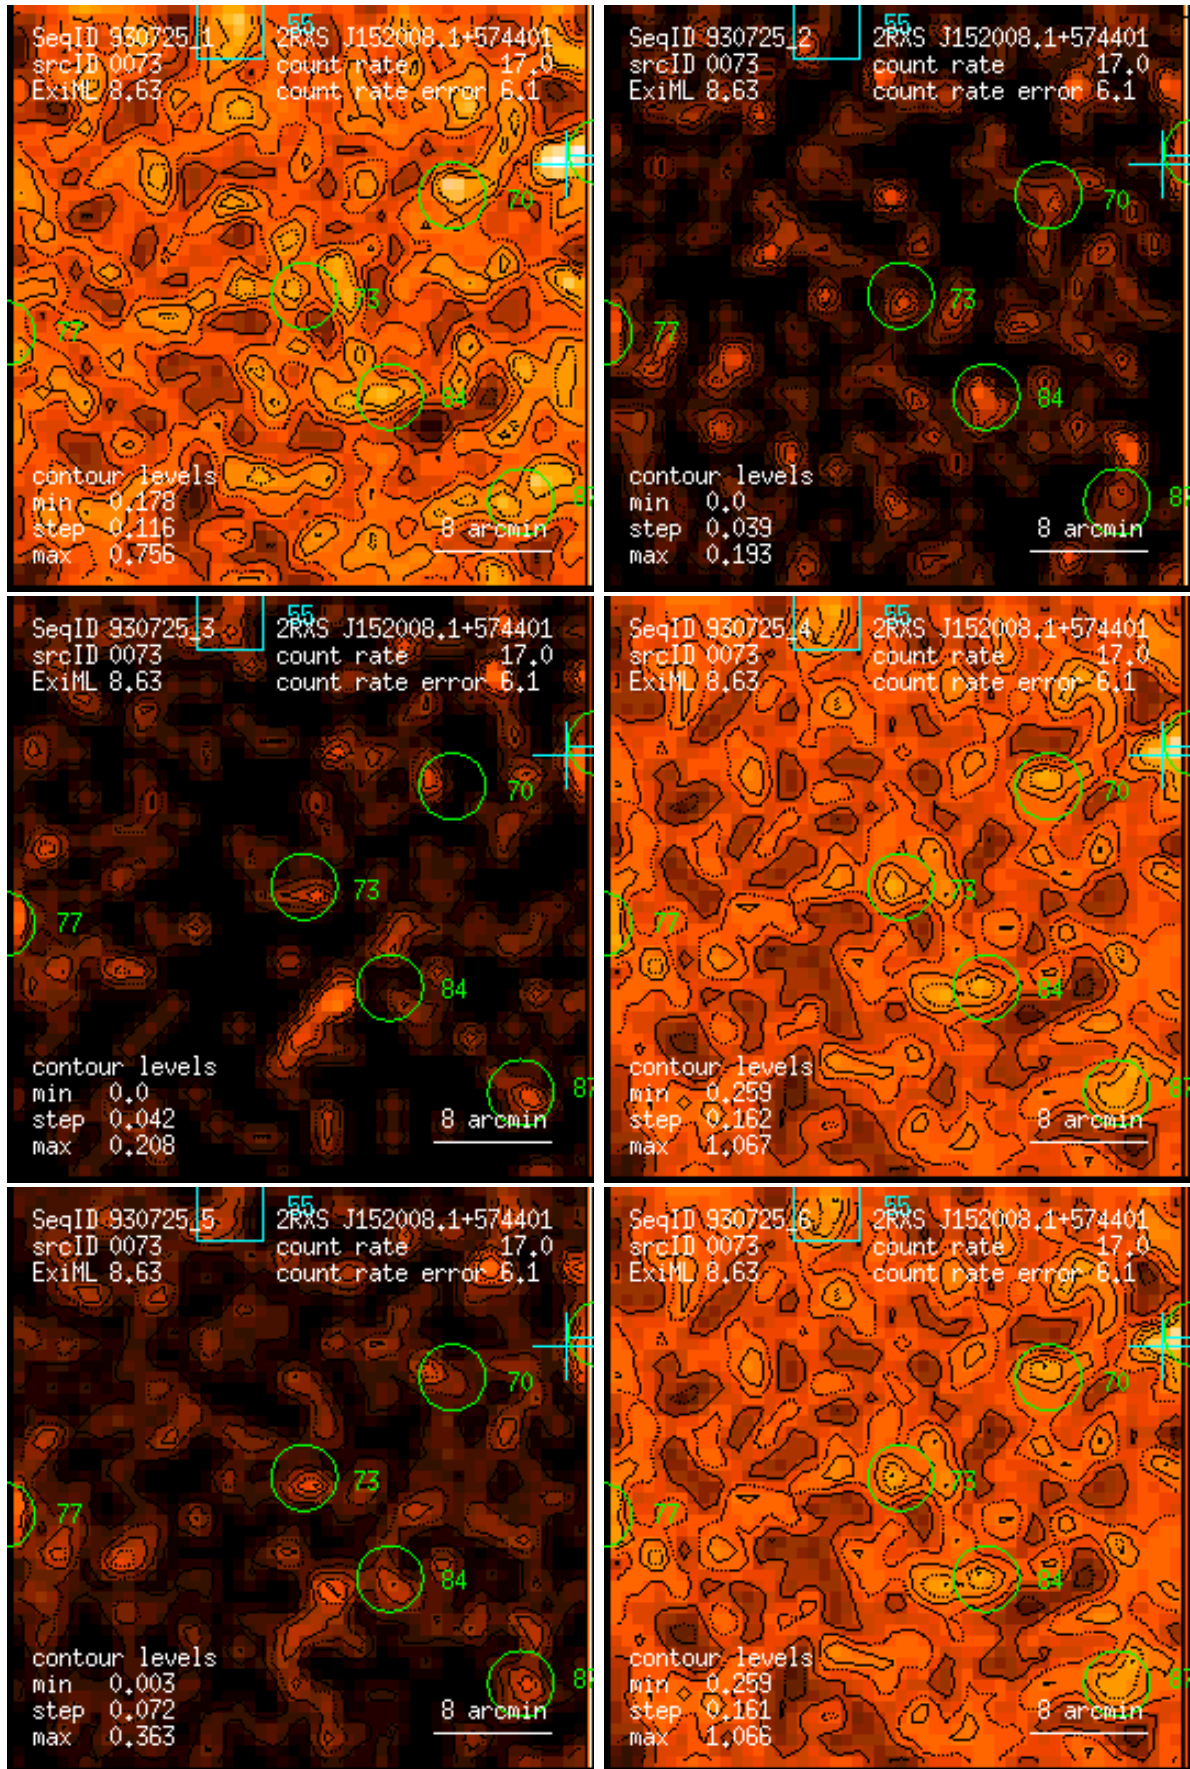 55
SeqID 930725_1 2RXS J152008.1+574401
srcID 0073 count rate 17.0
ExiML 8.63 count rate error 6.1
70
73
77
84
contour levels
min 0.178
step 0.116 8 arcmin
max 0.756
55
SeqID 930725_2 2RXS J152008.1+574401
srcID 0073 count rate 17.0
ExiML 8.63 count rate error 6.1
70
73
77
84
contour levels
min 0.0
step 0.039 8 arcmin
max 0.193
55
SeqID 930725_3 2RXS J152008.1+574401
srcID 0073 count rate 17.0
ExiML 8.63 count rate error 6.1
70
73
77
84
contour levels
min 0.0 87
step 0.042 8 arcmin
max 0.208
55
SeqID 930725_4 2RXS J152008.1+574401
srcID 0073 count rate 17.0
ExiML 8.63 count rate error 6.1
70
73
77
84
contour levels
min 0.259 87
step 0.162 8 arcmin
max 1.067
55
SeqID 930725_5 2RXS J152008.1+574401
srcID 0073 count rate 17.0
ExiML 8.63 count rate error 6.1
70
73
77
84
contour levels
min 0.003
step 0.072 8 arcmin
max 0.363
55
SeqID 930725_6 2RXS J152008.1+574401
srcID 0073 count rate 17.0
ExiML 8.63 count rate error 6.1
70
73
77
84
contour levels
min 0.259 87
step 0.161 8 arcmin
max 1.066